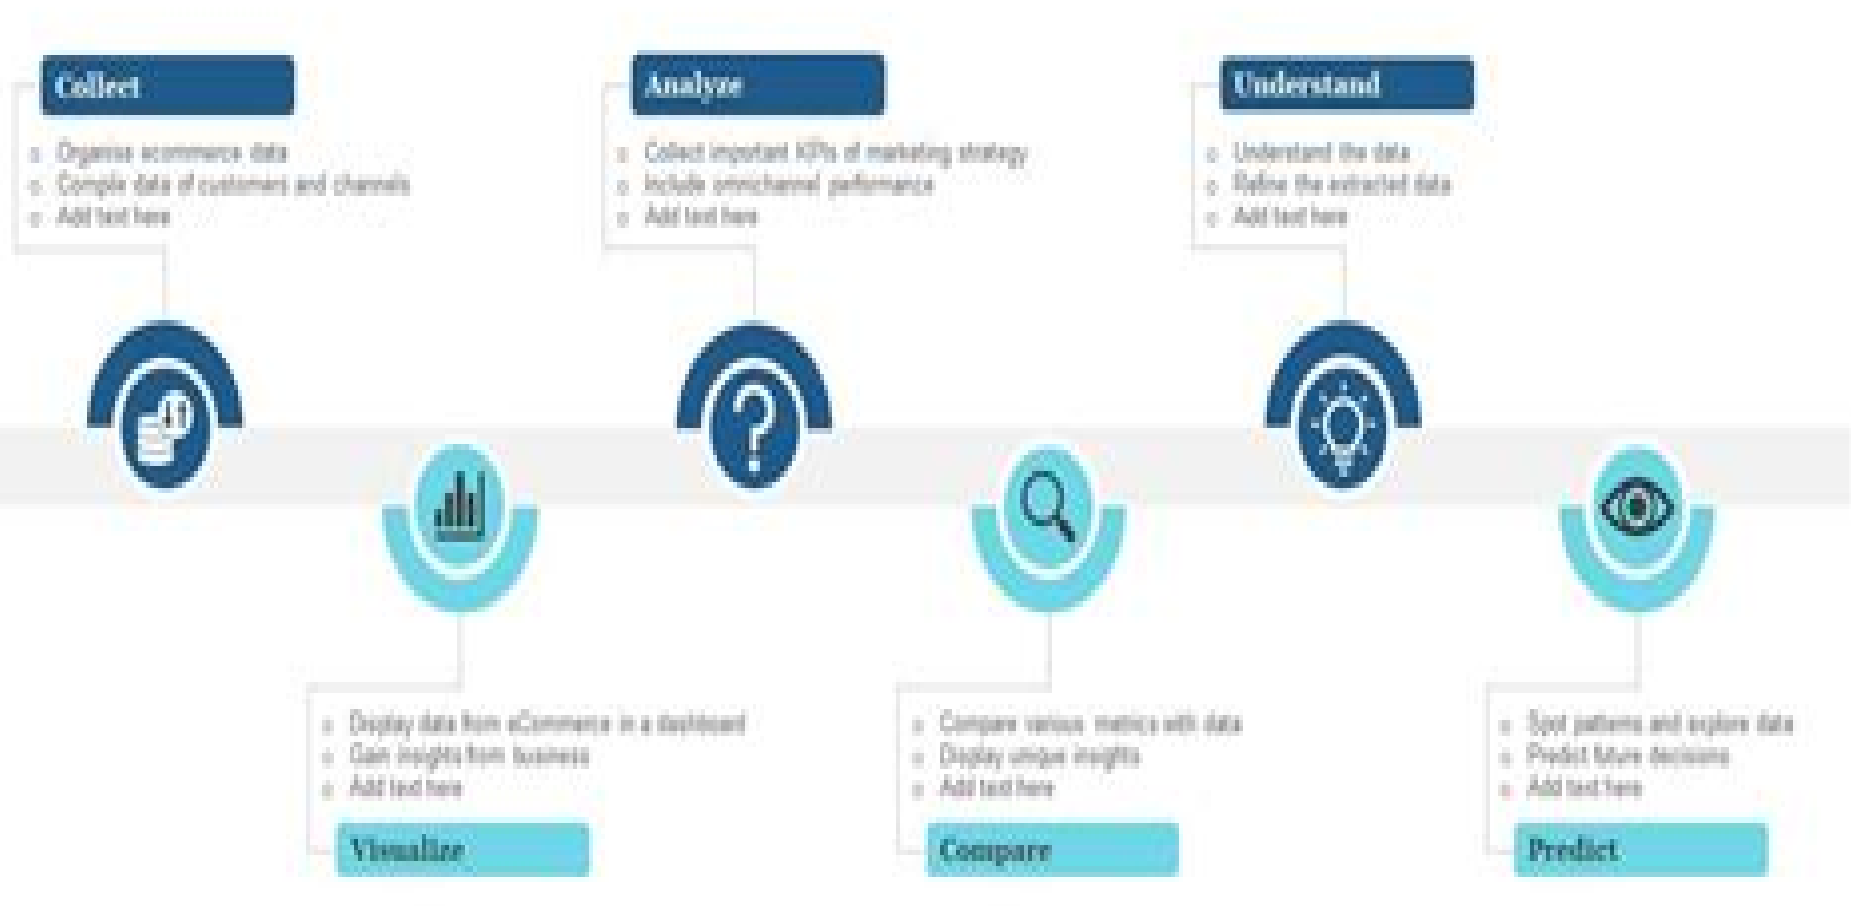 Collect
Organise ecommerce data
Compile data of customers and channels
Add text here
Analyze
Collect important KPIs of marketing strategy
Include omnichannel performance
Add text here
Understand
Understand the data
Refine the extracted data
Add text here
Display data from eCommerce in a dashboard
Gain insights from business
Add text here
Visualize
Compare various metrics with data
Display unique insights
Add text here
Compare
Spot patterns and explore data
Predict future decisions
Add text here
Predict